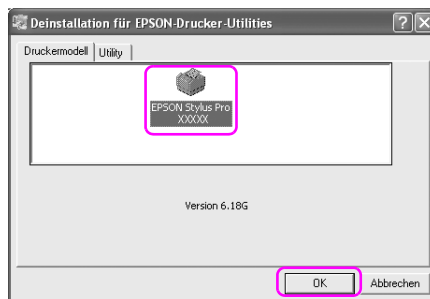 Deinstallation für EPSON-Drucker-Utilities
Druckermodell Utility
EPSON Stylus Pro
XXXXX
Version 6.18G
OK Abbrechen